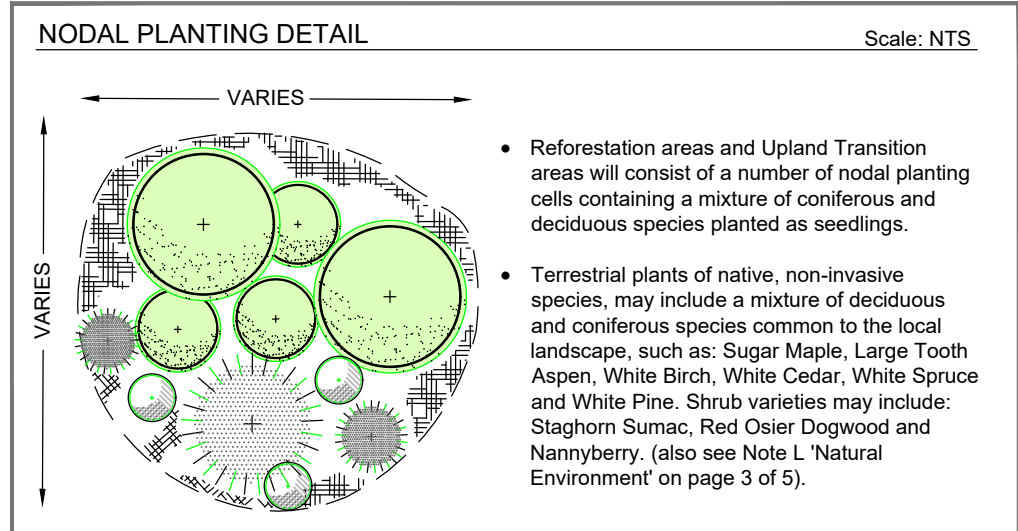 NODAL PLANTING DETAIL
Scale: NTS
VARIES
VARIES
• Reforestation areas and Upland Transition
areas will consist of a number of nodal planting
cells containing a mixture of coniferous and
deciduous species planted as seedlings.
• Terrestrial plants of native, non-invasive
species, may include a mixture of deciduous
and coniferous species common to the local
landscape, such as: Sugar Maple, Large Tooth
Aspen, White Birch, White Cedar, White Spruce
and White Pine. Shrub varieties may include:
Staghorn Sumac, Red Osier Dogwood and
Nannyberry. (also see Note L 'Natural
Environment' on page 3 of 5).